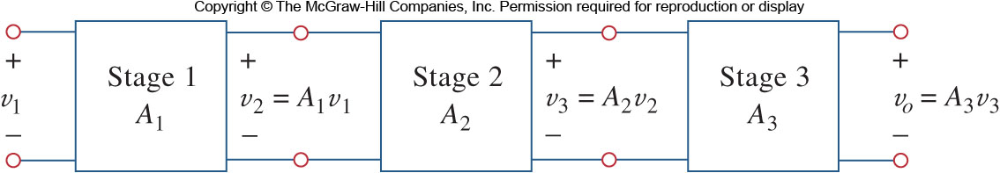 Copyright © The McGraw-Hill Companies, Inc. Permission required for reproduction or display
+
v₁
−
Stage 1
A₁
+
v₂ = A₁v₁
−
Stage 2
A₂
+
v₃ = A₂v₂
−
Stage 3
A₃
+
vₒ = A₃v₃
−